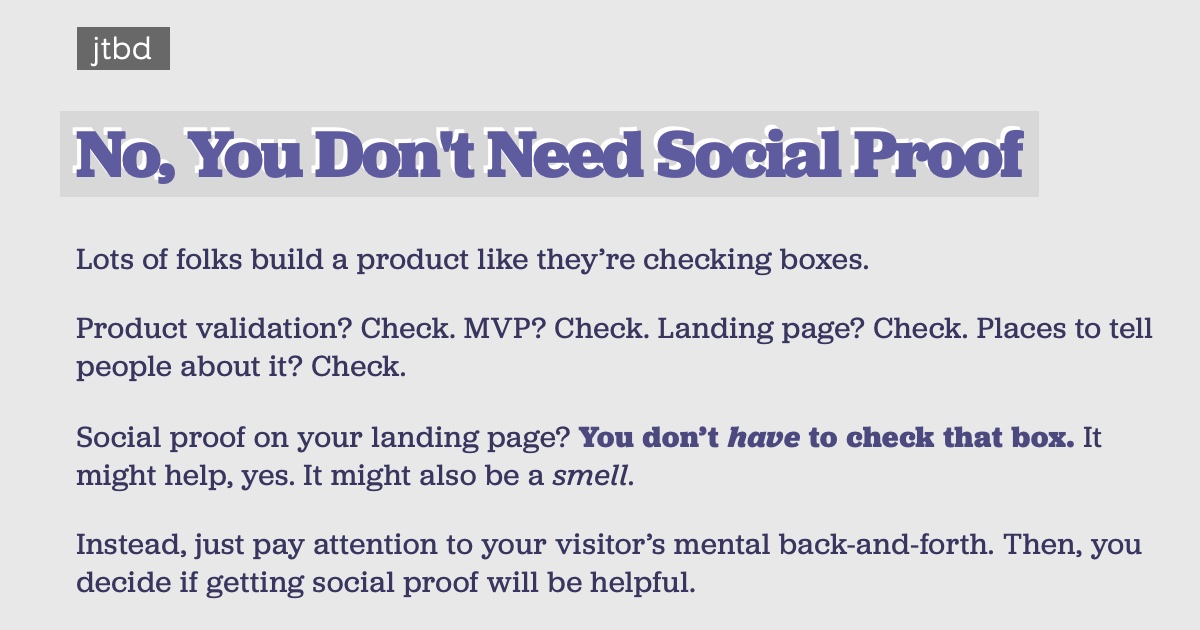 jtbd
No, You Don't Need Social Proof
Lots of folks build a product like they’re checking boxes.
Product validation? Check. MVP? Check. Landing page? Check. Places to tell
people about it? Check.
Social proof on your landing page? You don’t have to check that box. It
might help, yes. It might also be a smell.
Instead, just pay attention to your visitor’s mental back-and-forth. Then, you
decide if getting social proof will be helpful.